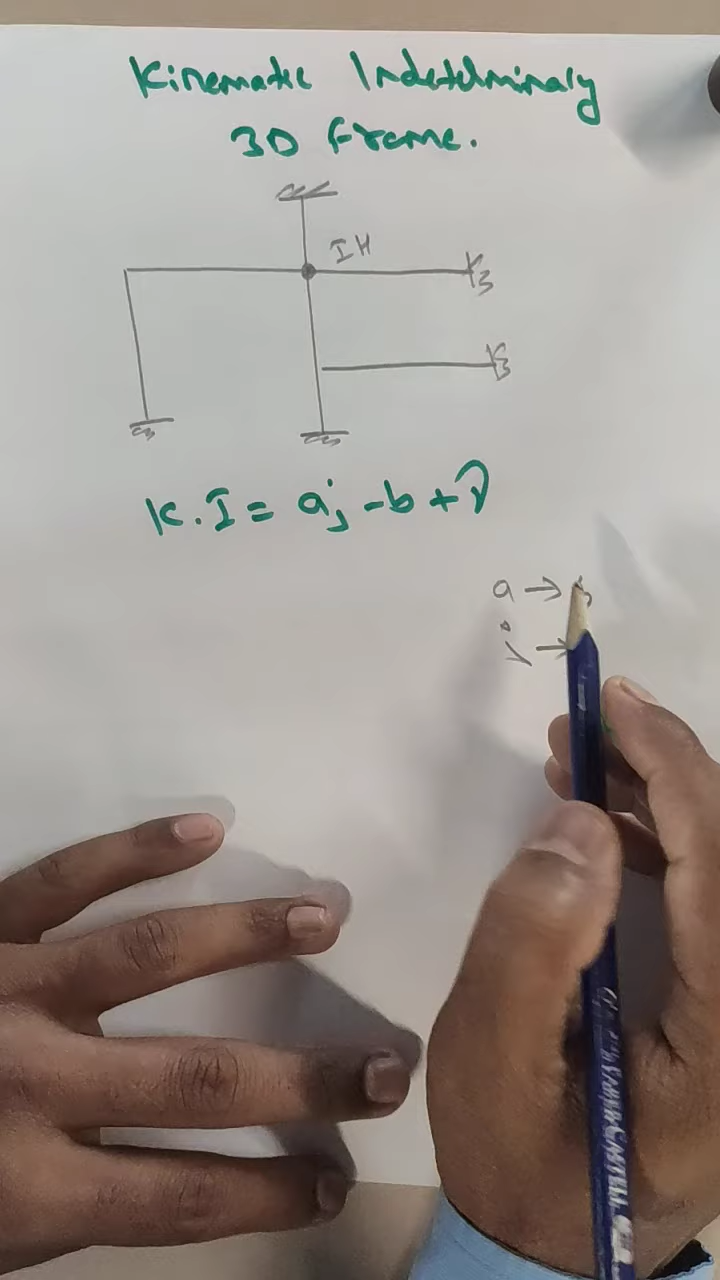 Kinematic Indeterminacy
3D Frame.
IH
K.I = aj - b + r
a →
j →